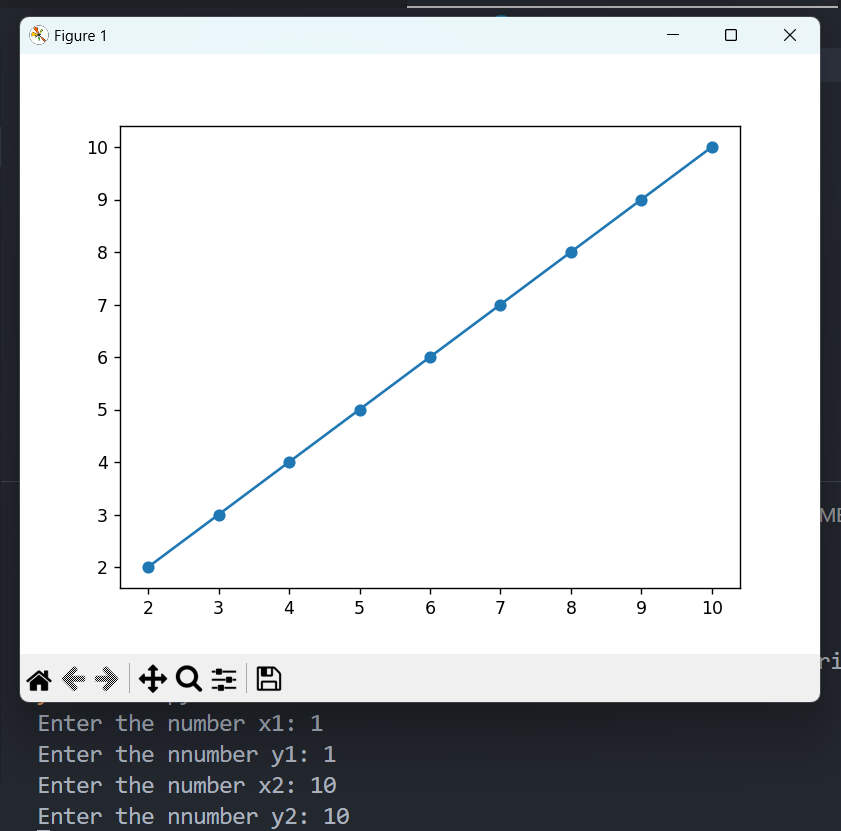 Figure 1
10
9
8
7
6
5
4
3
2
2 3 4 5 6 7 8 9 10
ME
ri
Enter the number x1: 1
Enter the nnumber y1: 1
Enter the number x2: 10
Enter the nnumber y2: 10